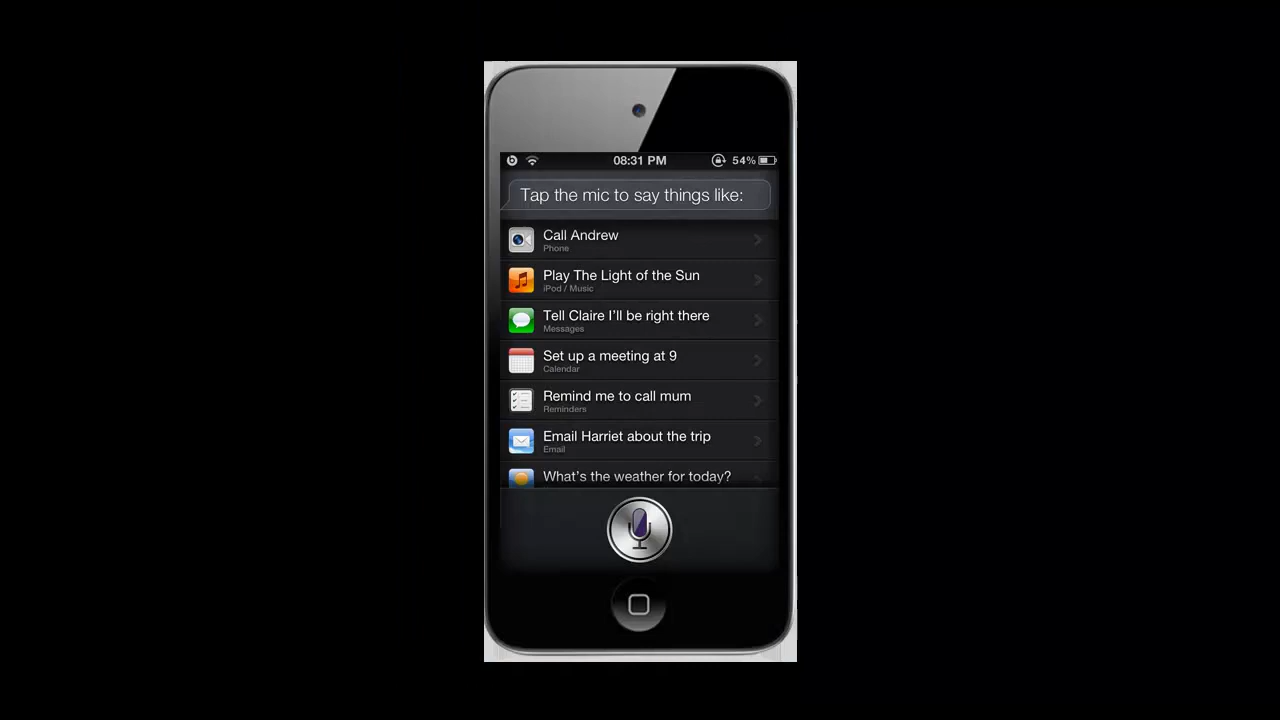 08:31 PM 54%
Tap the mic to say things like:
Call Andrew
Phone
Play The Light of the Sun
iPod / Music
Tell Claire I'll be right there
Messages
Set up a meeting at 9
Calendar
Remind me to call mum
Reminders
Email Harriet about the trip
Email
What's the weather for today?